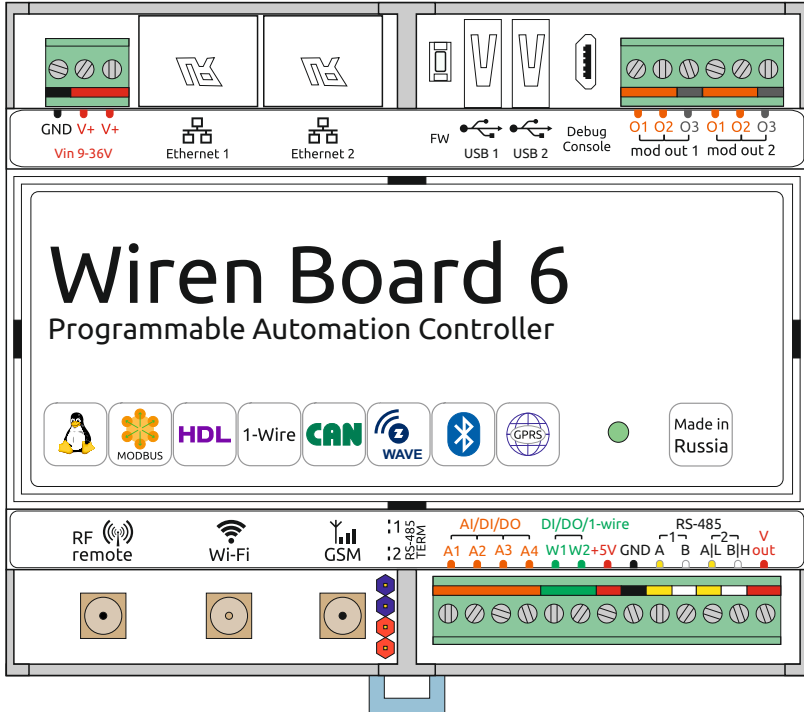 GND V+ V+
Vin 9-36V
Ethernet 1
Ethernet 2
FW
USB 1
USB 2
Debug
Console
O1 O2 O3 O1 O2 O3
mod out 1 mod out 2
Wiren Board 6
Programmable Automation Controller
MODBUS
HDL
1-Wire
CAN
Z
WAVE
GPRS
Made in
Russia
RF
remote
Wi-Fi
GSM
1
2
RS-485
TERM
AI/DI/DO
DI/DO/1-wire
RS-485
1
2
V
out
A1 A2 A3 A4 W1 W2 +5V GND A B A|L B|H